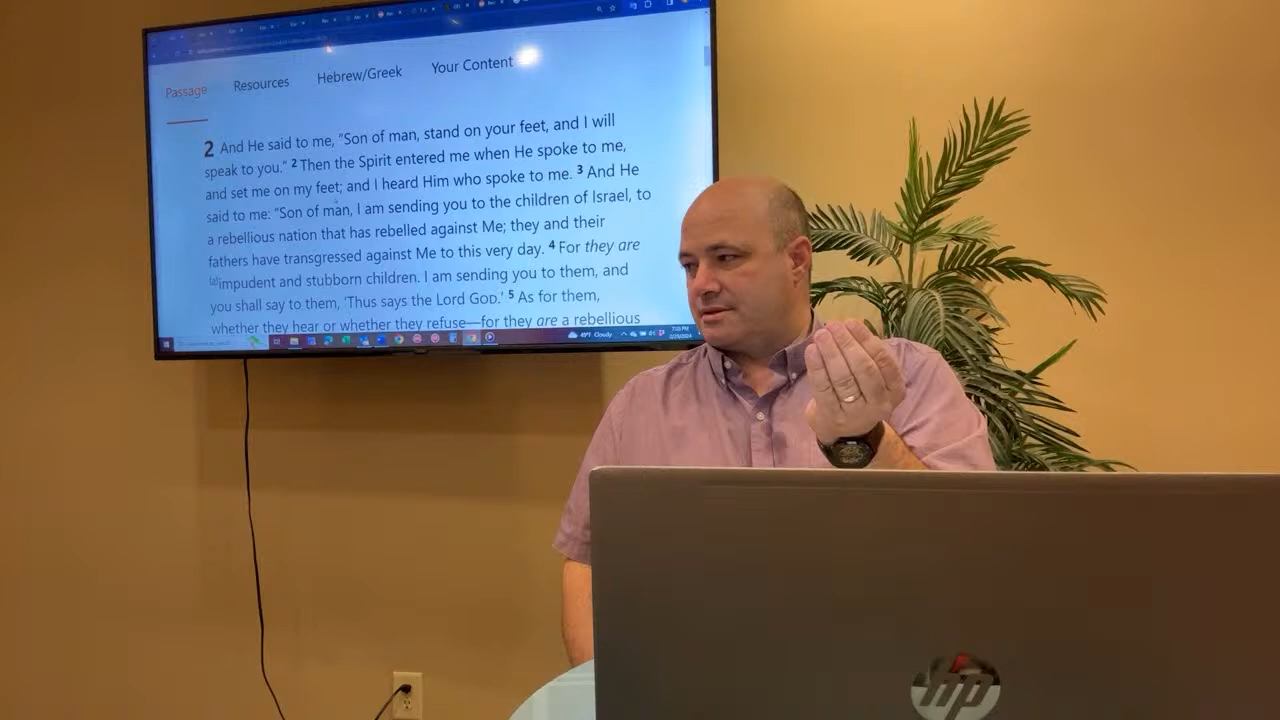 Passage Resources Hebrew/Greek Your Content
2 And He said to me, “Son of man, stand on your feet, and I will
speak to you.” 2 Then the Spirit entered me when He spoke to me,
and set me on my feet; and I heard Him who spoke to me. 3 And He
said to me: “Son of man, I am sending you to the children of Israel, to
a rebellious nation that has rebelled against Me; they and their
fathers have transgressed against Me to this very day. 4 For they are
[a]impudent and stubborn children. I am sending you to them, and
you shall say to them, ‘Thus says the Lord GOD.’ 5 As for them,
whether they hear or whether they refuse—for they are a rebellious
49°F Cloudy
hp